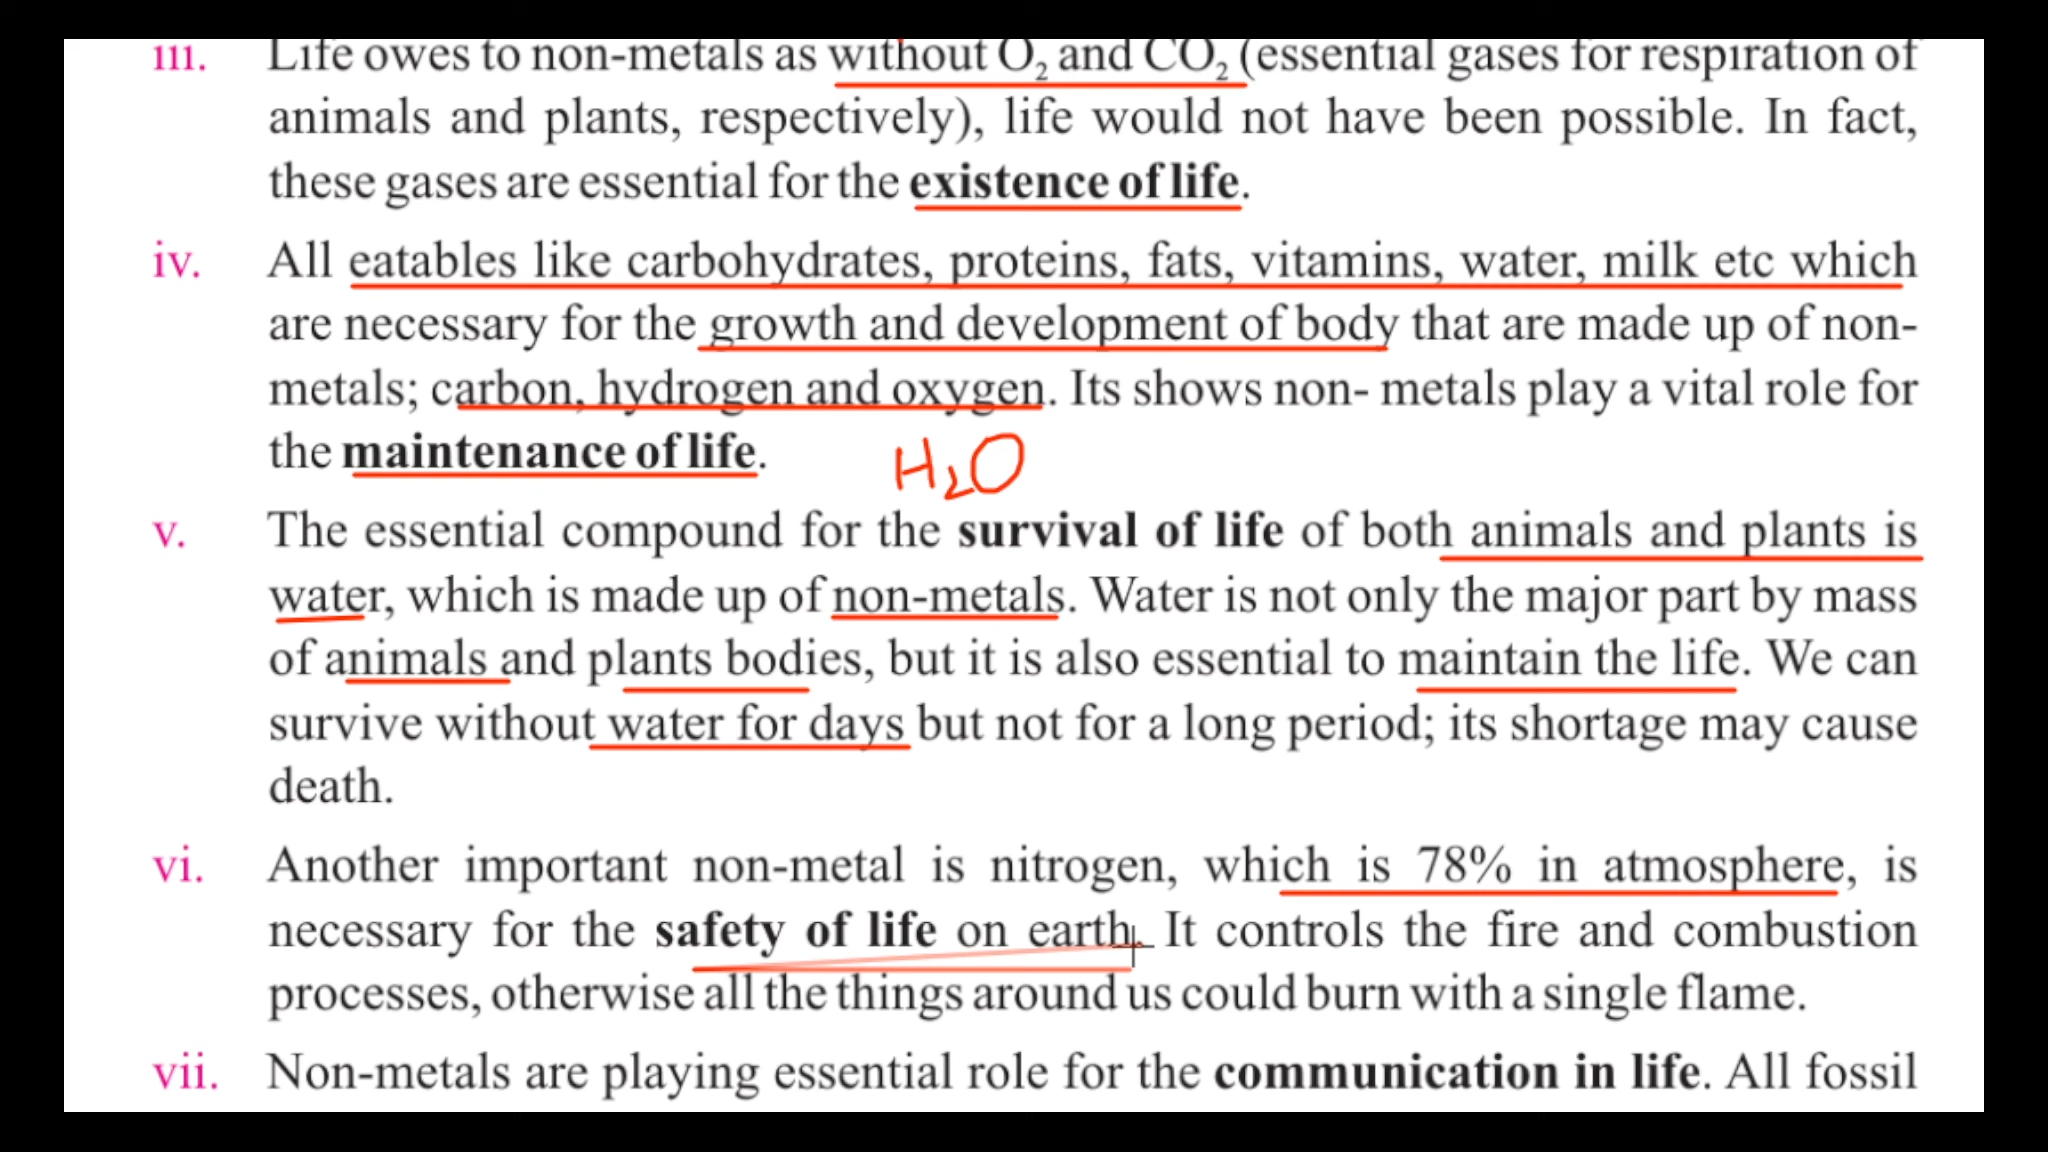 iii. Life owes to non-metals as without O₂ and CO₂ (essential gases for respiration of
animals and plants, respectively), life would not have been possible. In fact,
these gases are essential for the existence of life.
iv. All eatables like carbohydrates, proteins, fats, vitamins, water, milk etc which
are necessary for the growth and development of body that are made up of non-
metals; carbon, hydrogen and oxygen. Its shows non- metals play a vital role for
the maintenance of life.
H₂O
v. The essential compound for the survival of life of both animals and plants is
water, which is made up of non-metals. Water is not only the major part by mass
of animals and plants bodies, but it is also essential to maintain the life. We can
survive without water for days but not for a long period; its shortage may cause
death.
vi. Another important non-metal is nitrogen, which is 78% in atmosphere, is
necessary for the safety of life on earth. It controls the fire and combustion
processes, otherwise all the things around us could burn with a single flame.
vii. Non-metals are playing essential role for the communication in life. All fossil